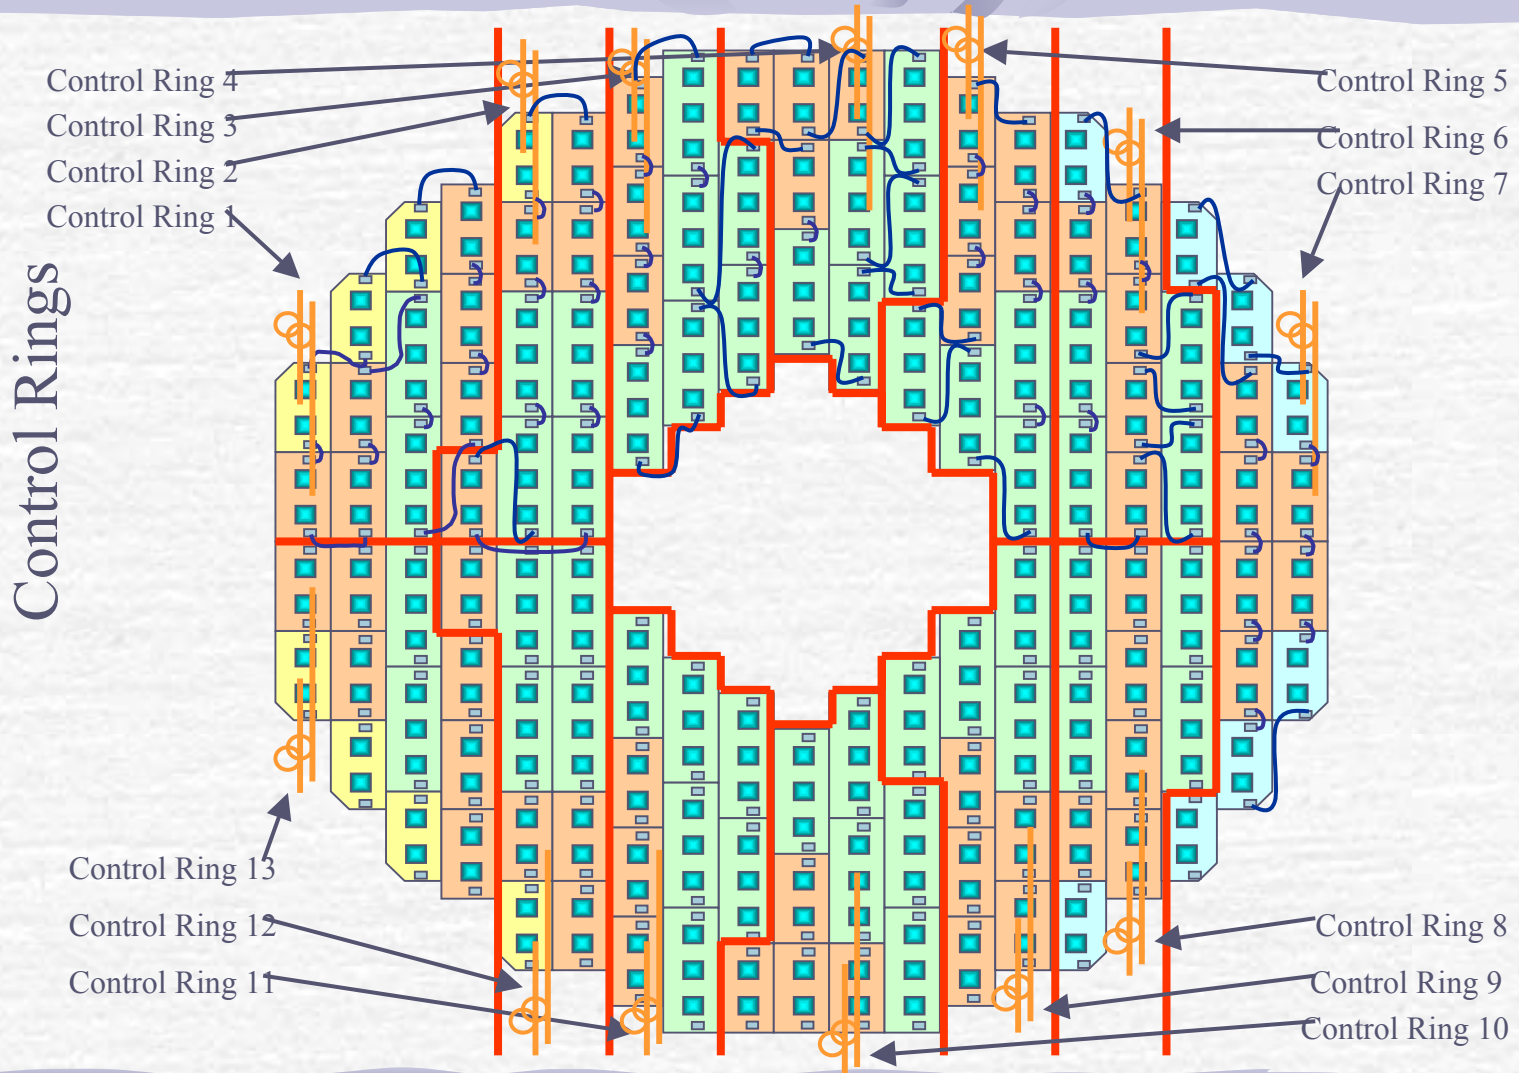 Control Rings
Control Ring 4
Control Ring 3
Control Ring 2
Control Ring 1
Control Ring 5
Control Ring 6
Control Ring 7
Control Ring 13
Control Ring 12
Control Ring 11
Control Ring 8
Control Ring 9
Control Ring 10